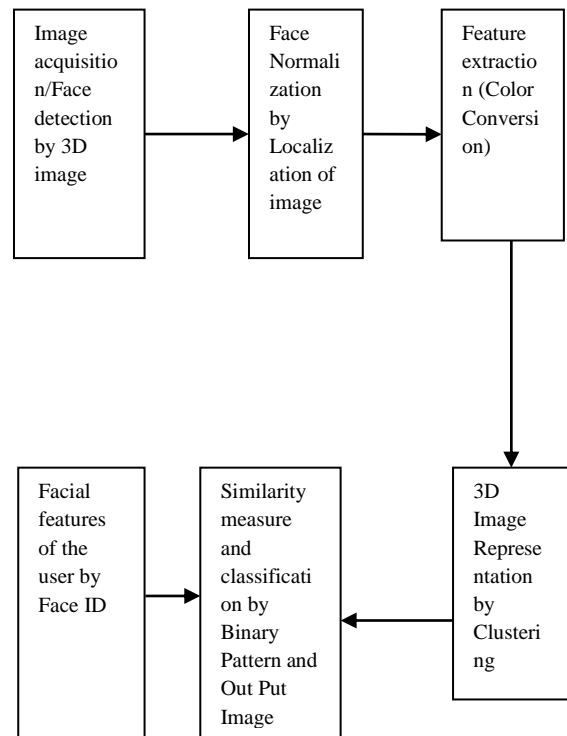 Image
acquisitio
n/Face
detection
by 3D
image
Face
Normali
zation
by
Localiz
ation of
image
Feature
extractio
n (Color
Conversi
on)
Facial
features
of the
user by
Face ID
Similarity
measure
and
classificati
on by
Binary
Pattern and
Out Put
Image
3D
Image
Represe
ntation
by
Clusteri
ng